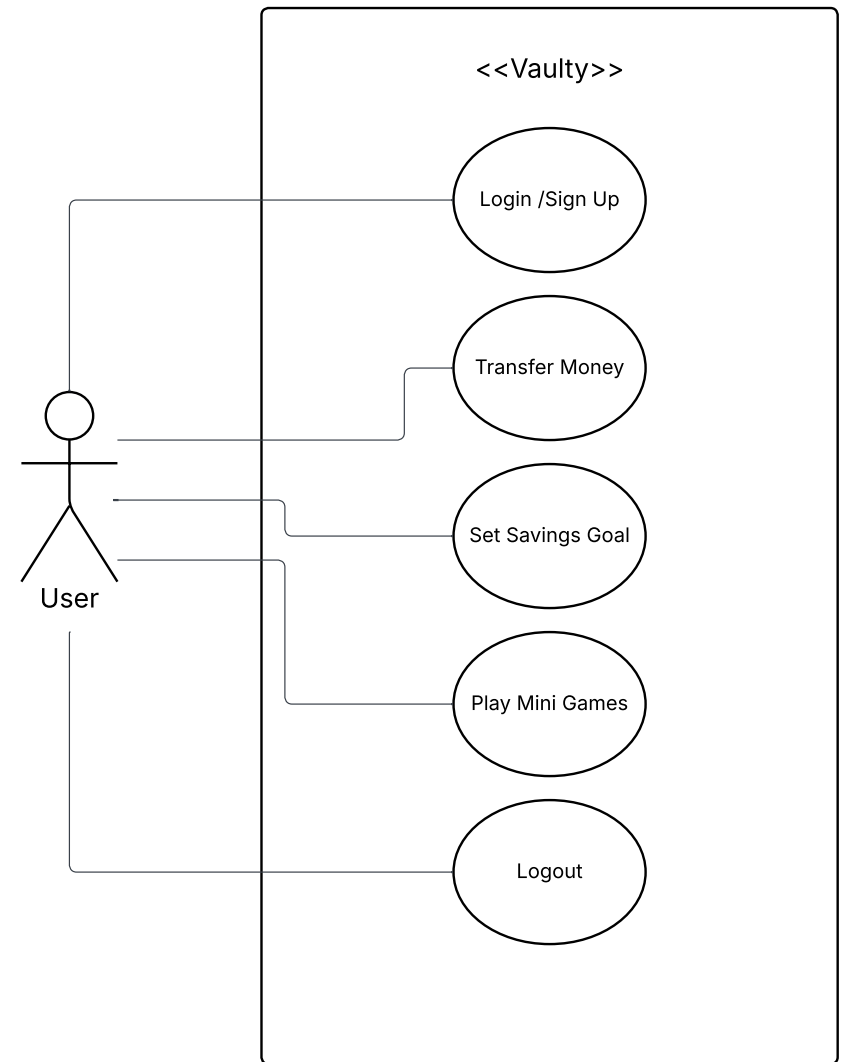 <<Vaulty>>
Login /Sign Up
Transfer Money
Set Savings Goal
User
Play Mini Games
Logout